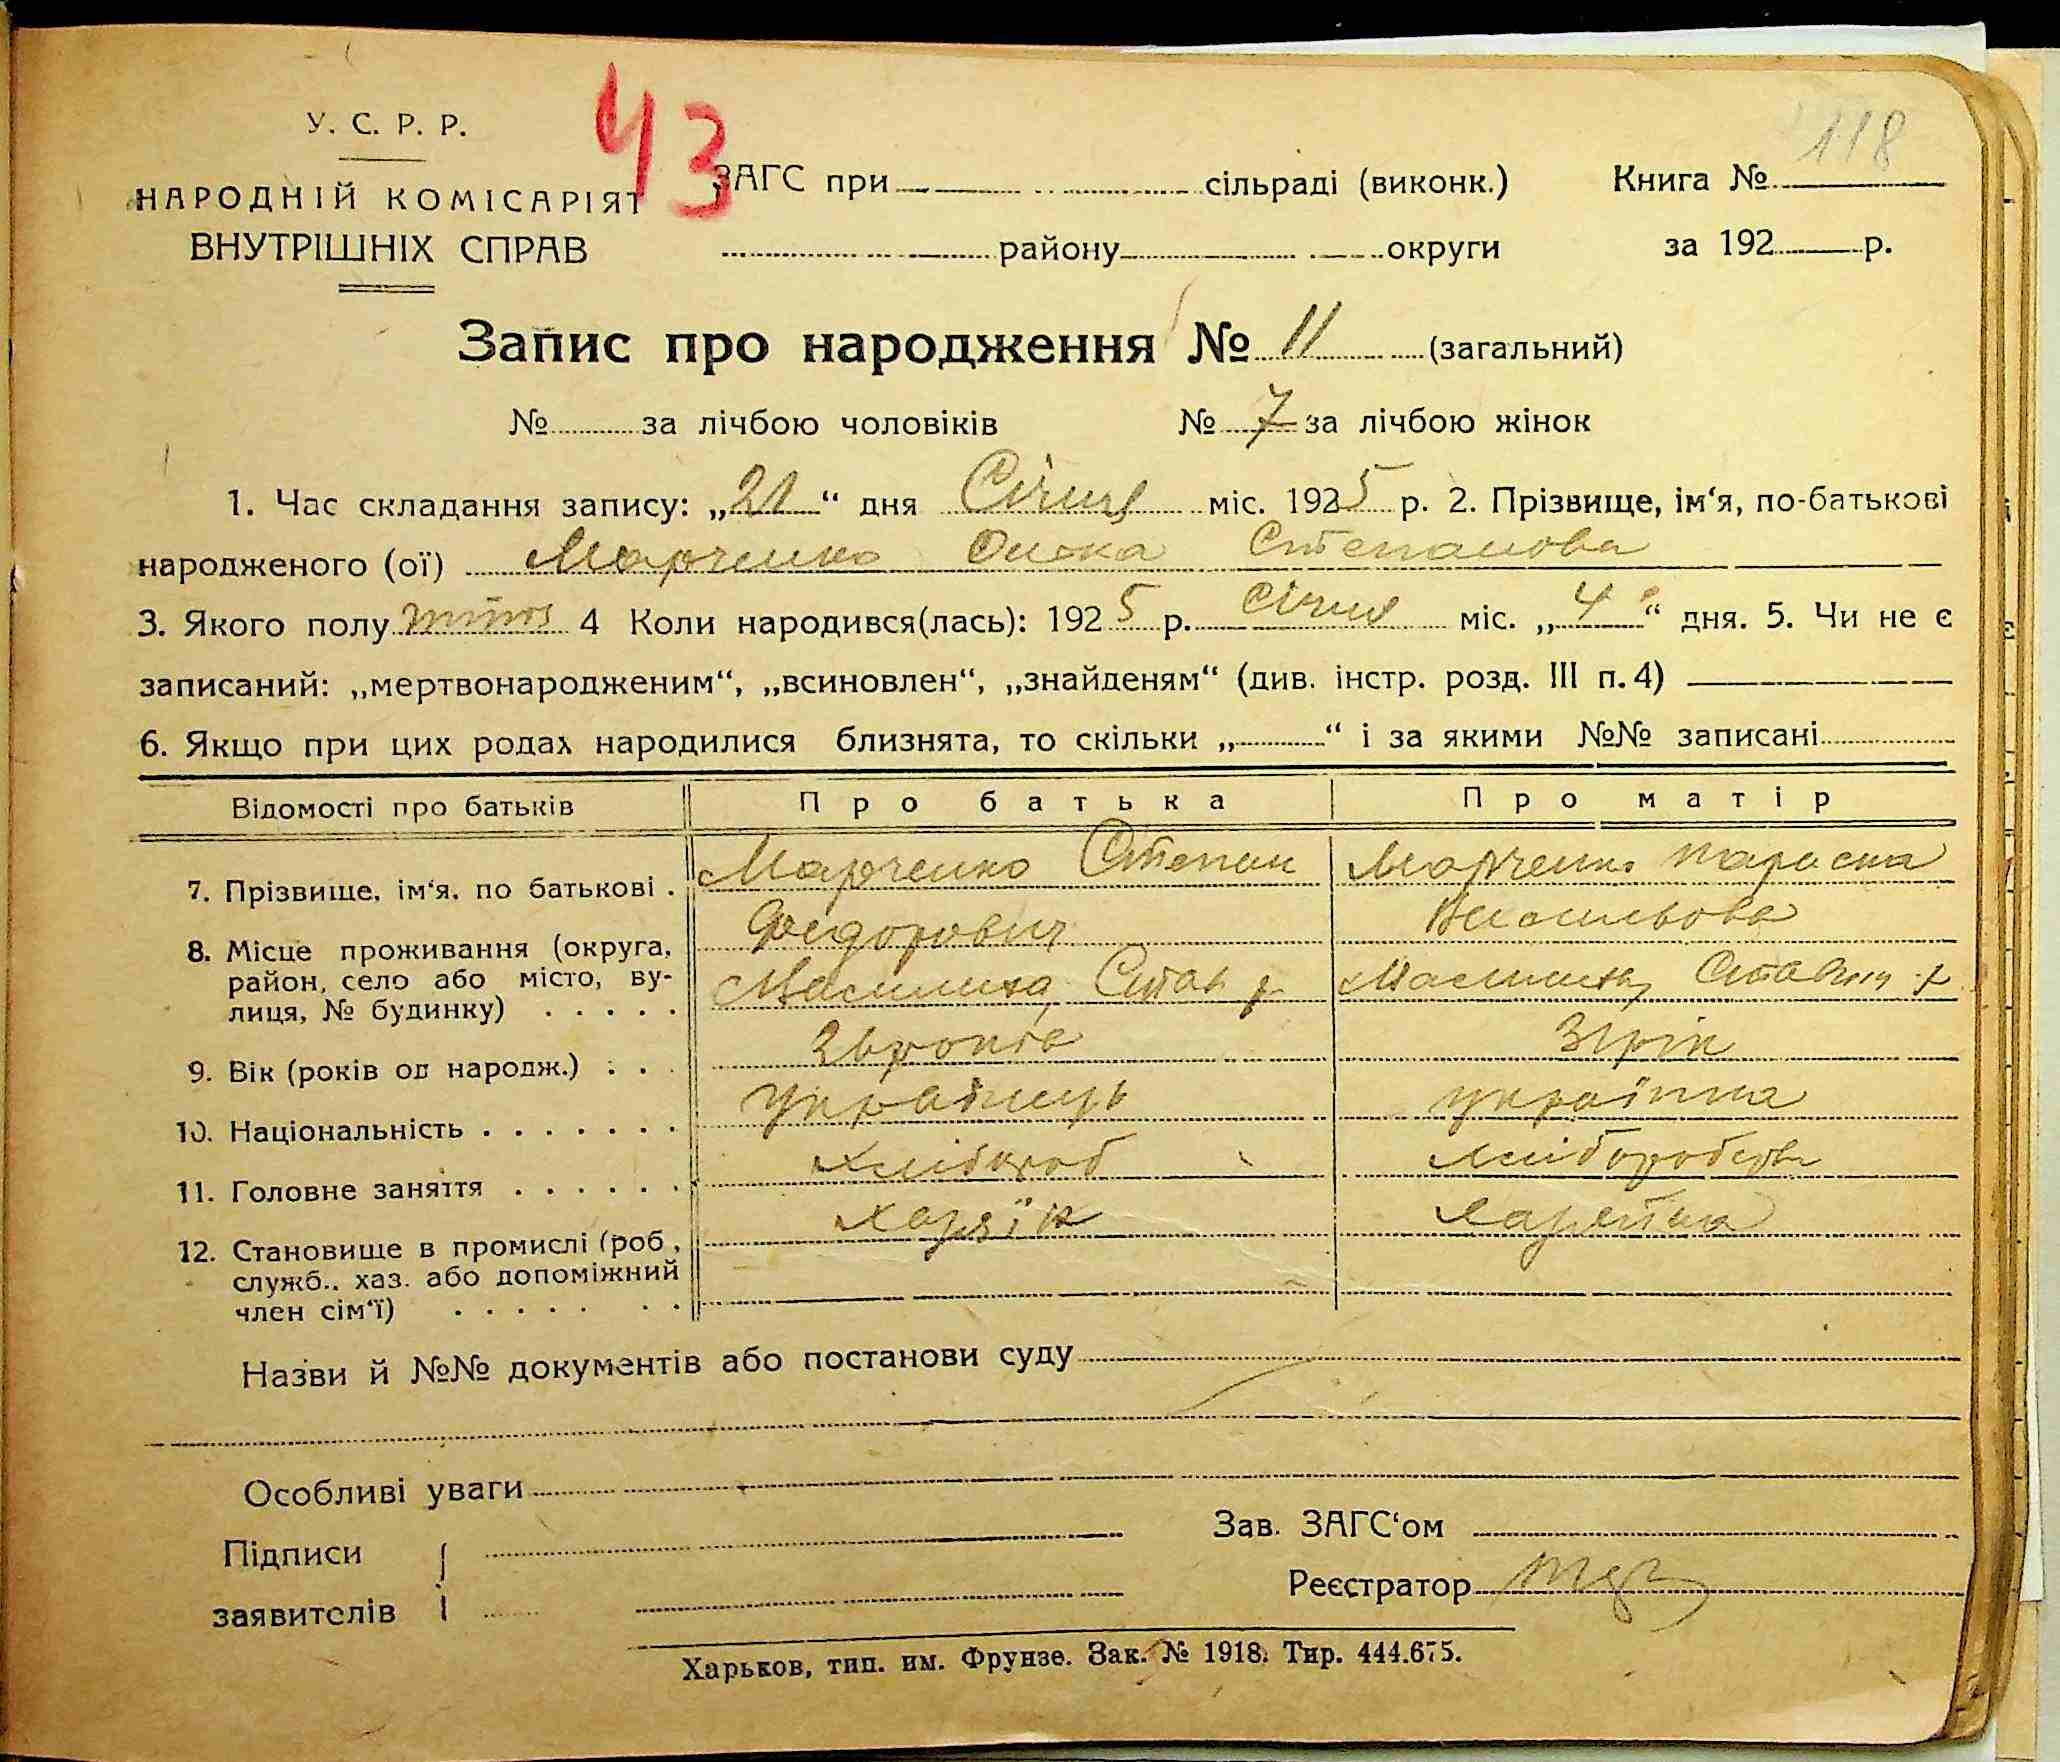 118
43
У. С. Р. Р.
НАРОДНІЙ КОМІСАРІЯТ
ВНУТРІШНІХ СПРАВ
ЗАГС при сільраді (виконк.) Книга №
району округи за 192 р.
Запис про народження № 11 (загальний)
№ за лічбою чоловіків № 7 за лічбою жінок
1. Час складання запису: „21“ дня Січня міс. 1925 р. 2. Прізвище, ім‘я, по-батькові
народженого (ої) Марченко Степанова
3. Якого полу 4 Коли народився(лась): 1925 р. Січня міс. „4“ дня. 5. Чи не є
записаний: „мертвонародженим“, „всиновлен“, „знайденям“ (див. інстр. розд. III п. 4)
6. Якщо при цих родах народилися близнята, то скільки „ “ і за якими №№ записані
Відомості про батьків Про батька Про матір
7. Прізвище, ім‘я, по батькові . Марченко Степан Марченко Параска
Федорович Васильова
8. Місце проживання (округа,
район, село або місто, ву-
лиця, № будинку) . . . . .
9. Вік (років од народж.) : . . 31 рік
10. Національність . . . . . . . Українець українка
11. Головне заняття . . . . . . Хлібороб
12. Становище в промислі (роб,
служб., хаз. або допоміжний
член сім‘ї) . . . . . . . Хазяїн Хазяйка
Назви й №№ документів або постанови суду
Особливі уваги
Підписи
заявителів
Зав. ЗАГС‘ом
Реєстратор
Харьков, тип. им. Фрунзе. Зак. № 1918. Тир. 444.675.